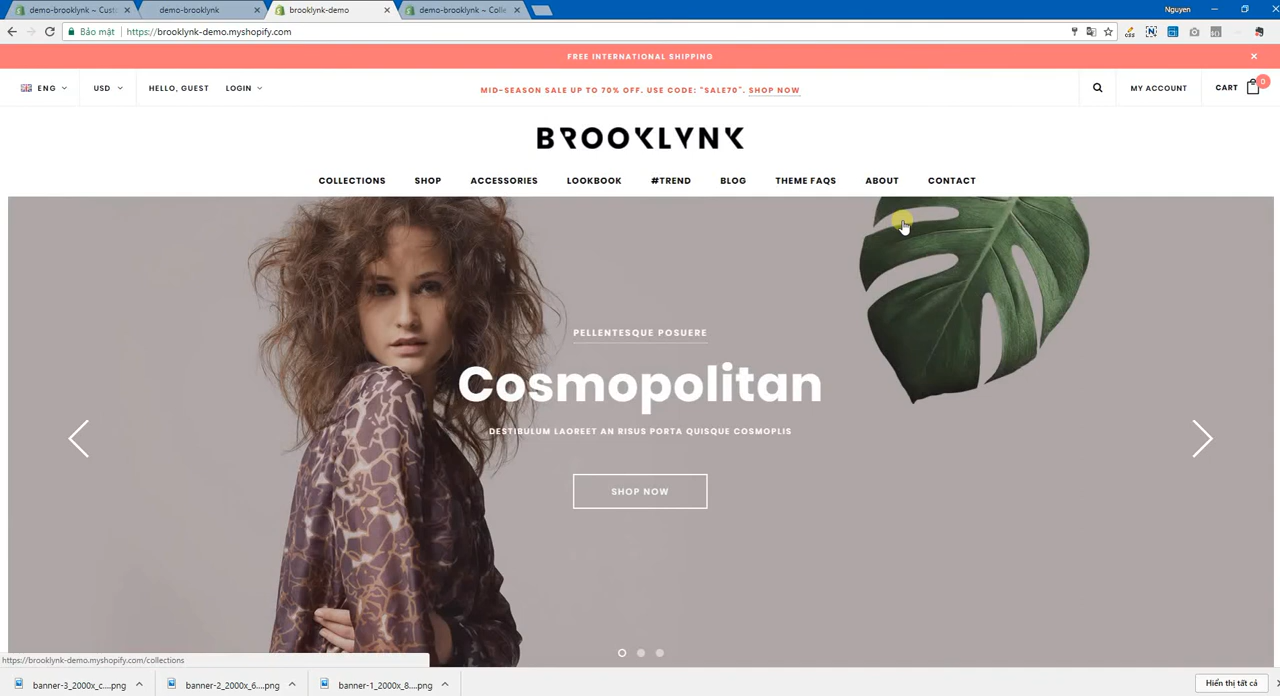 demo-brooklynk ~ Cust
demo-brooklynk
brooklynk-demo
demo-brooklynk ~ Colle
Nguyen
Bảo mật
https://brooklynk-demo.myshopify.com
FREE INTERNATIONAL SHIPPING
ENG
USD
HELLO, GUEST
LOGIN
MID-SEASON SALE UP TO 70% OFF. USE CODE: "SALE70". SHOP NOW
MY ACCOUNT
CART
0
BROOKLYNK
COLLECTIONS
SHOP
ACCESSORIES
LOOKBOOK
#TREND
BLOG
THEME FAQS
ABOUT
CONTACT
PELLENTESQUE POSUERE
Cosmopolitan
DESTIBULUM LAOREET AN RISUS PORTA QUISQUE COSMOPLIS
SHOP NOW
https://brooklynk-demo.myshopify.com/collections
banner-3_2000x_c....png
banner-2_2000x_6....png
banner-1_2000x_8....png
Hiển thị tất cả